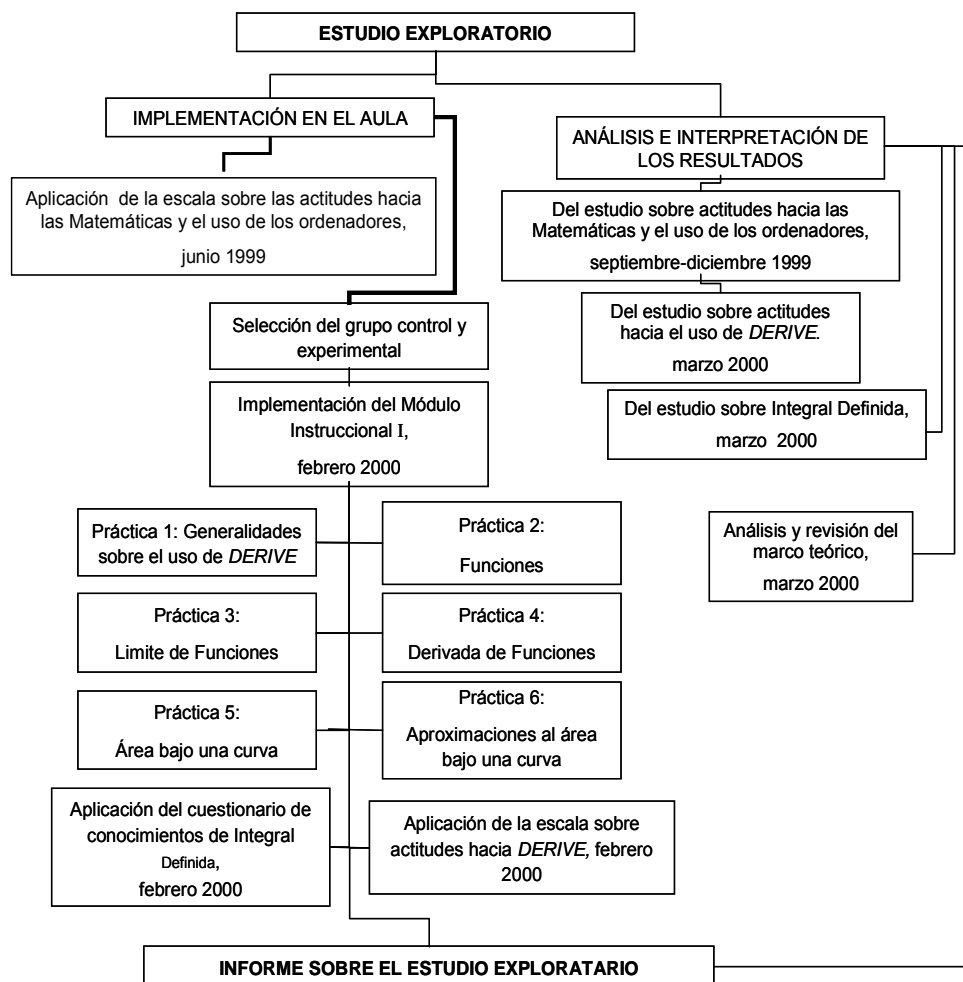 ESTUDIO EXPLORATORIO
IMPLEMENTACIÓN EN EL AULA
Aplicación de la escala sobre las actitudes hacia
las Matemáticas y el uso de los ordenadores,
junio 1999
Selección del grupo control y
experimental
Implementación del Módulo
Instruccional I,
febrero 2000
Práctica 1: Generalidades
sobre el uso de DERIVE
Práctica 2:
Funciones
Práctica 3:
Limite de Funciones
Práctica 4:
Derivada de Funciones
Práctica 5:
Área bajo una curva
Práctica 6:
Aproximaciones al área
bajo una curva
Aplicación del cuestionario de
conocimientos de Integral
Definida,
febrero 2000
Aplicación de la escala sobre
actitudes hacia DERIVE, febrero
2000
ANÁLISIS E INTERPRETACIÓN DE
LOS RESULTADOS
Del estudio sobre actitudes hacia las
Matemáticas y el uso de los ordenadores,
septiembre-diciembre 1999
Del estudio sobre actitudes
hacia el uso de DERIVE.
marzo 2000
Del estudio sobre Integral Definida,
marzo 2000
Análisis y revisión del
marco teórico,
marzo 2000
INFORME SOBRE EL ESTUDIO EXPLORATARIO